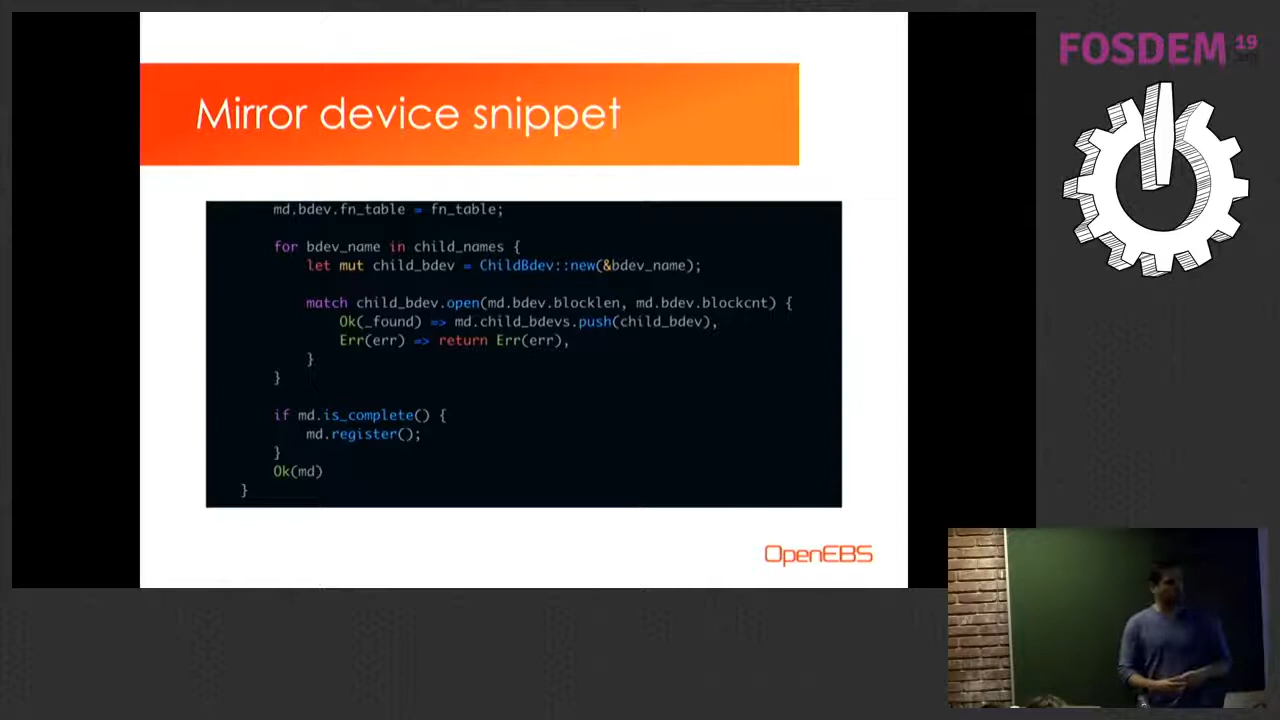 Mirror device snippet
md.bdev.fn_table = fn_table;
for bdev_name in child_names {
let mut child_bdev = ChildBdev::new(&bdev_name);
match child_bdev.open(md.bdev.blocklen, md.bdev.blockcnt) {
Ok(_found) => md.child_bdevs.push(child_bdev),
Err(err) => return Err(err),
}
}
if md.is_complete() {
md.register();
}
Ok(md)
}
OpenEBS
FOSDEM 19